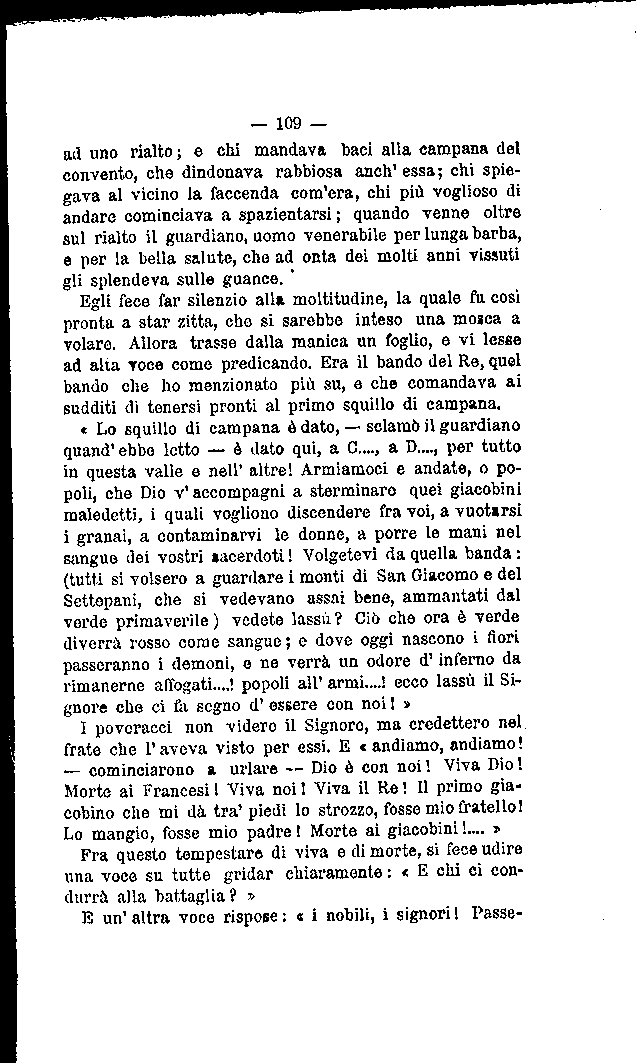 — 109 —
ad uno rialto; e chi mandava baci alla campana del
convento, che dindonava rabbiosa anch' essa; chi spie-
gava al vicino la faccenda com'era, chi più voglioso di
andare cominciava a spazientarsi; quando venne oltre
sul rialto il guardiano, uomo venerabile per lunga barba,
e per la bella salute, che ad onta dei molti anni vissuti
gli splendeva sulle guance.
Egli fece far silenzio alla moltitudine, la quale fu così
pronta a star zitta, che si sarebbe inteso una mosca a
volare. Allora trasse dalla manica un foglio, e vi lesse
ad alta voce come predicando. Era il bando del Re, quel
bando che ho menzionato più su, e che comandava ai
sudditi di tenersi pronti al primo squillo di campana.
« Lo squillo di campana è dato, — sclamò il guardiano
quand' ebbe letto — è dato qui, a C...., a D...., per tutto
in questa valle e nell' altre! Armiamoci e andate, o po-
poli, che Dio v' accompagni a sterminare quei giacobini
maledetti, i quali vogliono discendere fra voi, a vuotarsi
i granai, a contaminarvi le donne, a porre le mani nel
sangue dei vostri sacerdoti! Volgetevi da quella banda:
(tutti si volsero a guardare i monti di San Giacomo e del
Settepani, che si vedevano assai bene, ammantati dal
verde primaverile) vedete lassù? Ciò che ora è verde
diverrà rosso come sangue; e dove oggi nascono i fiori
passeranno i demoni, e ne verrà un odore d' inferno da
rimanerne affogati....! popoli all' armi....! ecco lassù il Si-
gnore che ci fa segno d' essere con noi! »
I poveracci non videro il Signore, ma credettero nel
frate che l' aveva visto per essi. E « andiamo, andiamo!
— cominciarono a urlare — Dio è con noi! Viva Dio!
Morte ai Francesi! Viva noi! Viva il Re! Il primo gia-
cobino che mi dà tra' piedi lo strozzo, fosse mio fratello!
Lo mangio, fosse mio padre! Morte ai giacobini!.... »
Fra questo tempestare di viva e di morte, si fece udire
una voce su tutte gridar chiaramente: « E chi ci con-
durrà alla battaglia? »
E un' altra voce rispose: « i nobili, i signori! Passe-